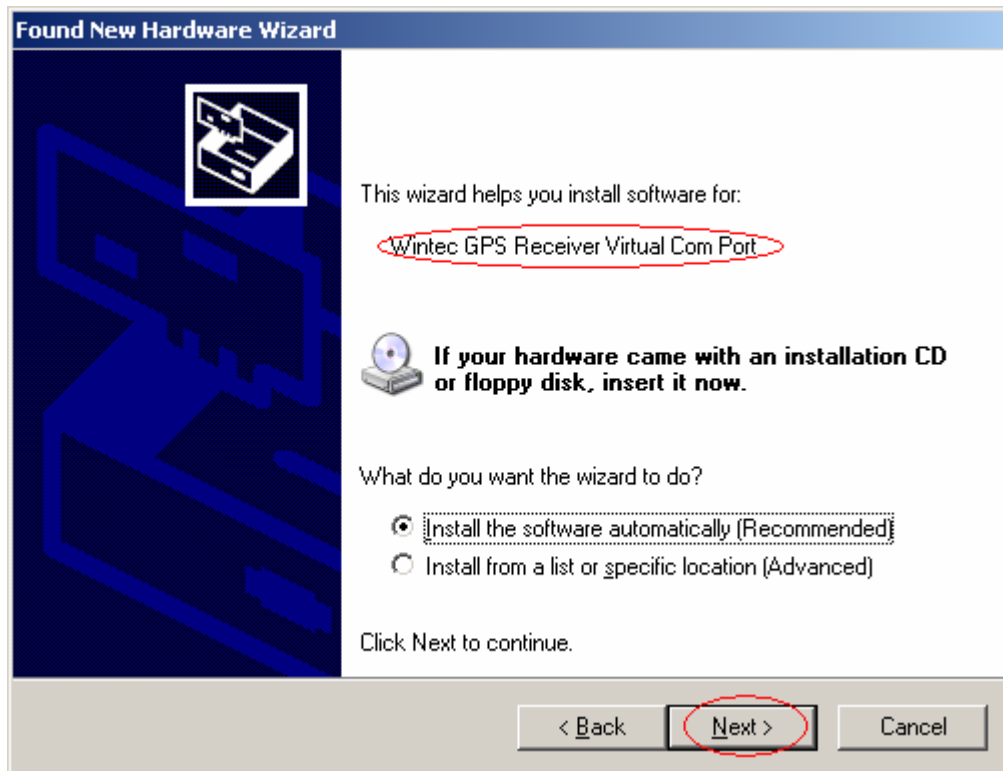 Found New Hardware Wizard
This wizard helps you install software for:
Wintec GPS Receiver Virtual Com Port
If your hardware came with an installation CD
or floppy disk, insert it now.
What do you want the wizard to do?
Install the software automatically (Recommended)
Install from a list or specific location (Advanced)
Click Next to continue.
< Back Next > Cancel